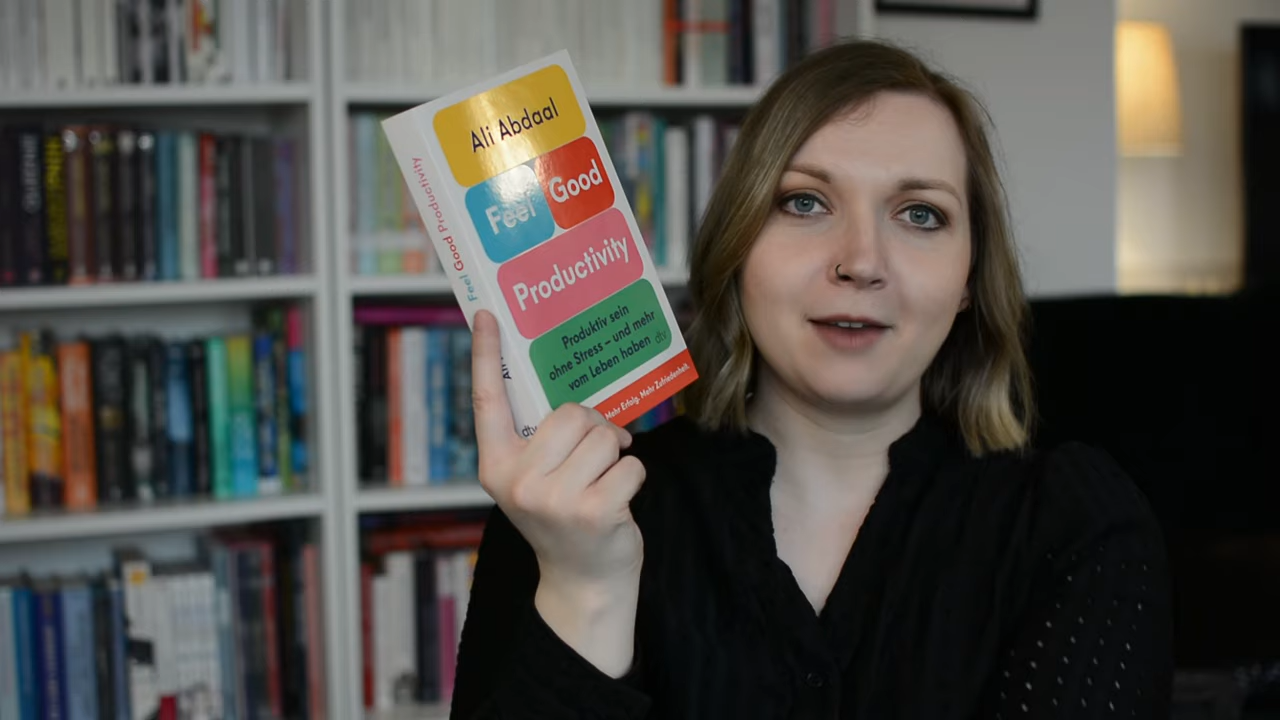 Ali Abdaal
Feel Good
Productivity
Produktiv sein
ohne Stress – und mehr
vom Leben haben
dtv
Mehr Erfolg. Mehr Zufriedenheit.
Feel Good Productivity
dtv